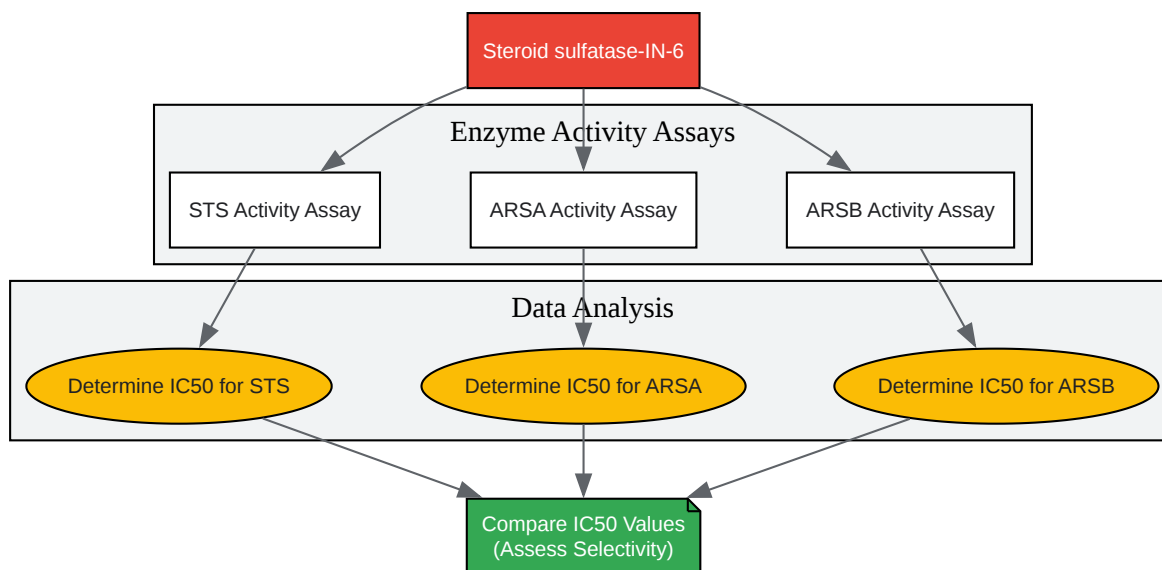 Steroid sulfatase-IN-6
Enzyme Activity Assays
STS Activity Assay
ARSA Activity Assay
ARSB Activity Assay
Data Analysis
Determine IC50 for STS
Determine IC50 for ARSA
Determine IC50 for ARSB
Compare IC50 Values
(Assess Selectivity)